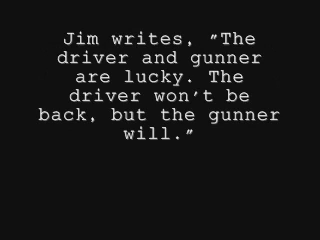 Jim writes, "The
driver and gunner
are lucky. The
driver won't be
back, but the gunner
will."